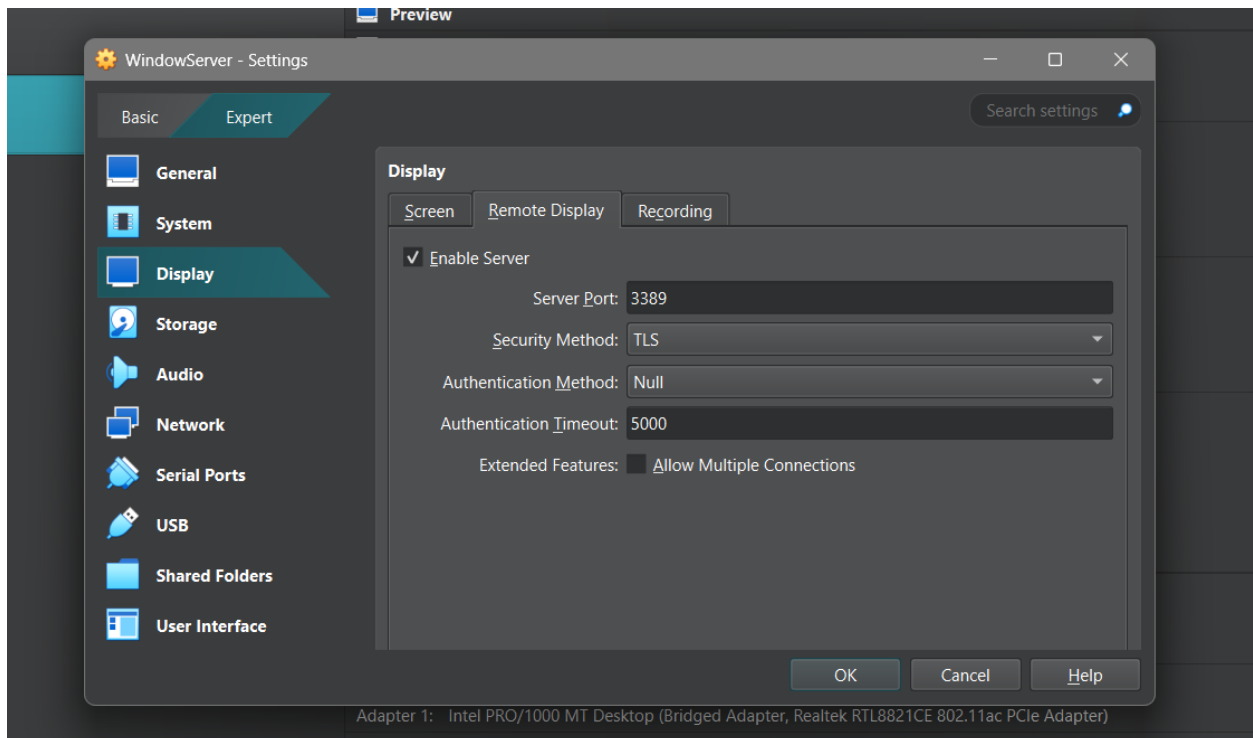 Preview
WindowServer - Settings
Basic
Expert
Search settings
General
System
Display
Storage
Audio
Network
Serial Ports
USB
Shared Folders
User Interface
Display
Screen
Remote Display
Recording
Enable Server
Server Port: 3389
Security Method: TLS
Authentication Method: Null
Authentication Timeout: 5000
Extended Features: Allow Multiple Connections
OK
Cancel
Help
Adapter 1: Intel PRO/1000 MT Desktop (Bridged Adapter, Realtek RTL8821CE 802.11ac PCIe Adapter)